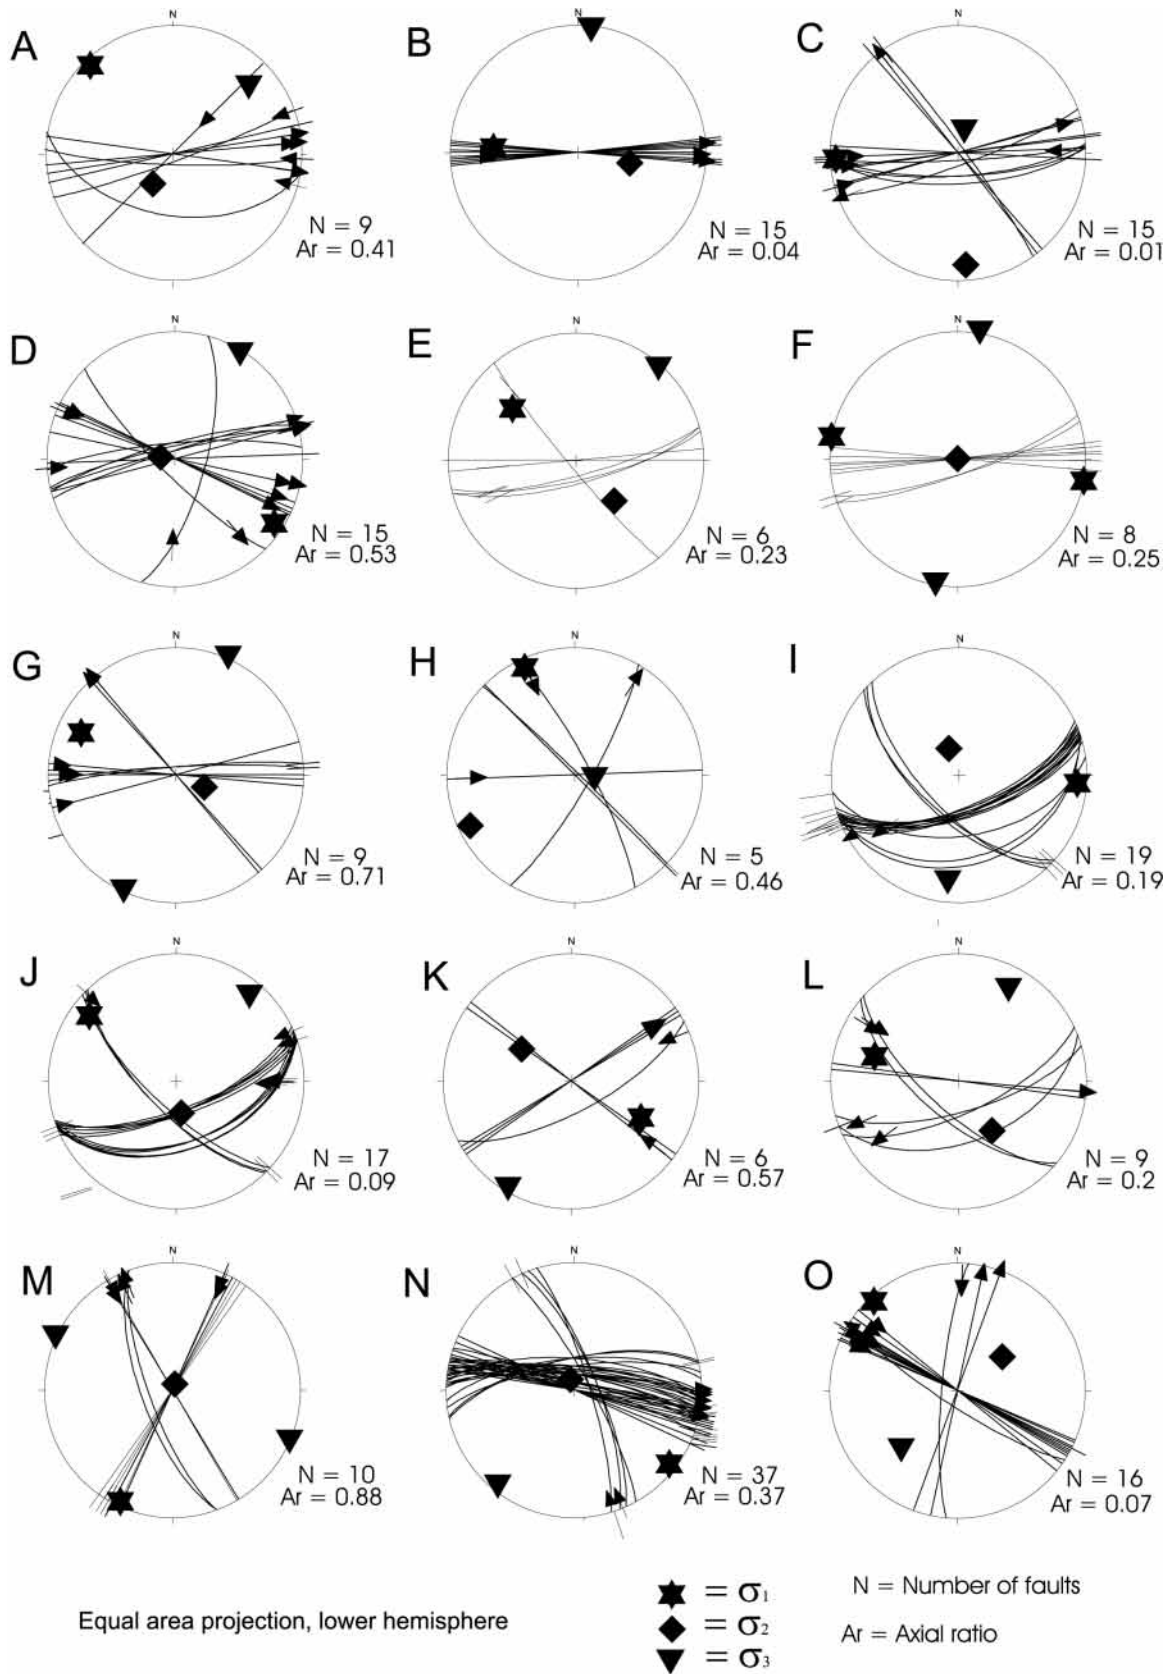 A
N
N = 9
Ar = 0.41
B
N
N = 15
Ar = 0.04
C
N
N = 15
Ar = 0.01
D
N
N = 15
Ar = 0.53
E
N
N = 6
Ar = 0.23
F
N
N = 8
Ar = 0.25
G
N
N = 9
Ar = 0.71
H
N
N = 5
Ar = 0.46
I
N
N = 19
Ar = 0.19
J
N
N = 17
Ar = 0.09
K
N
N = 6
Ar = 0.57
L
N
N = 9
Ar = 0.2
M
N
N = 10
Ar = 0.88
N
N
N = 37
Ar = 0.37
O
N
N = 16
Ar = 0.07
Equal area projection, lower hemisphere
= σ1
= σ2
= σ3
N = Number of faults
Ar = Axial ratio